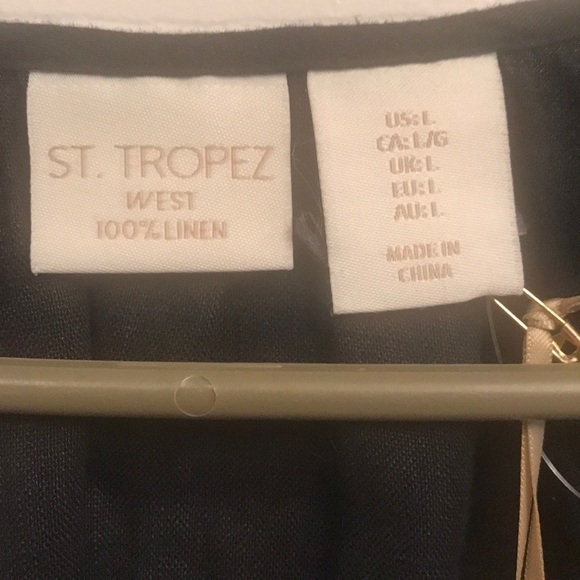 ST. TROPEZ
WEST
100% LINEN
US: L
CA: L/G
UK: L
EU: L
AU: L
MADE IN
CHINA